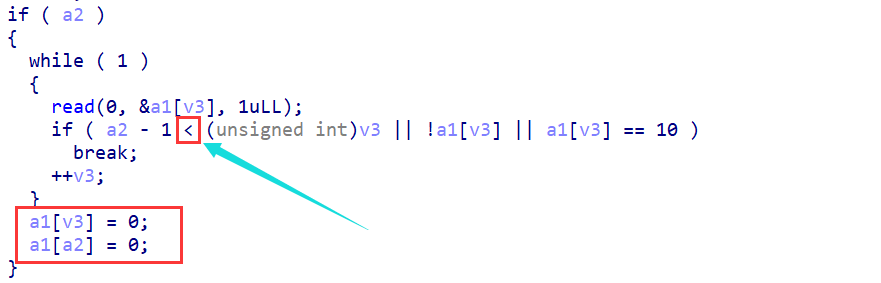 if ( a2 )
{
while ( 1 )
{
read(0, &a1[v3], 1uLL);
if ( a2 - 1 < (unsigned int)v3 || !a1[v3] || a1[v3] == 10 )
break;
++v3;
}
a1[v3] = 0;
a1[a2] = 0;
}